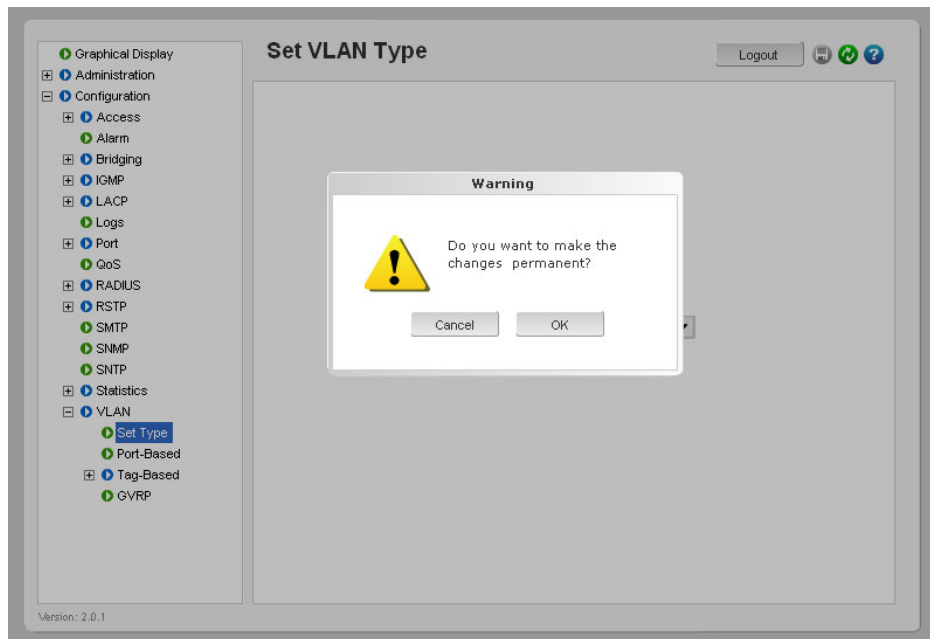 Graphical Display
Administration
Configuration
Access
Alarm
Bridging
IGMP
LACP
Logs
Port
QoS
RADIUS
RSTP
SMTP
SNMP
SNTP
Statistics
VLAN
Set Type
Port-Based
Tag-Based
GVRP
Version: 2.0.1
Set VLAN Type
Logout
?
Warning
Do you want to make the
changes permanent?
Cancel OK